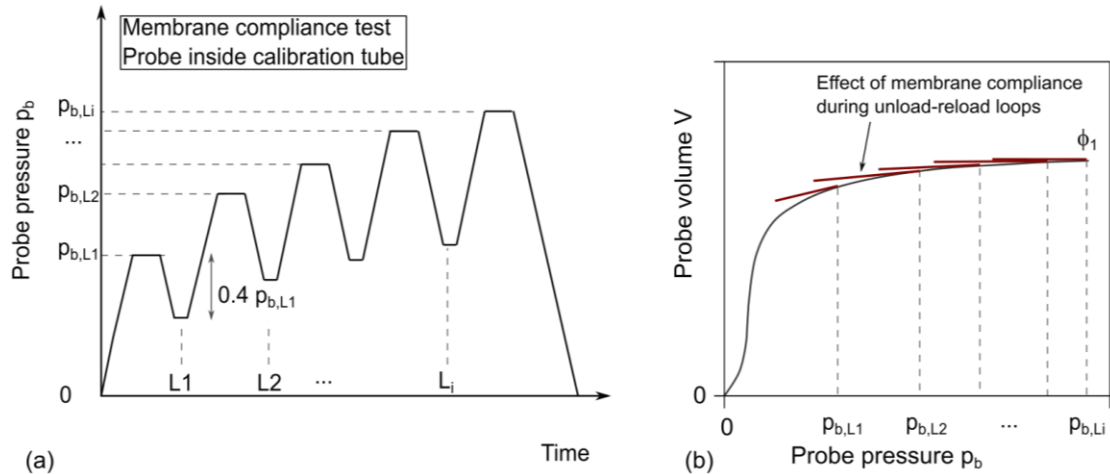 Membrane compliance test
Probe inside calibration tube
Probe pressure p_b
p_b,Li
...
p_b,L2
p_b,L1
0.4 p_b,L1
0
L1
L2
...
L_i
Time
(a)
Effect of membrane compliance
during unload-reload loops
ϕ_1
Probe volume V
0
0
p_b,L1
p_b,L2
...
p_b,Li
Probe pressure p_b
(b)